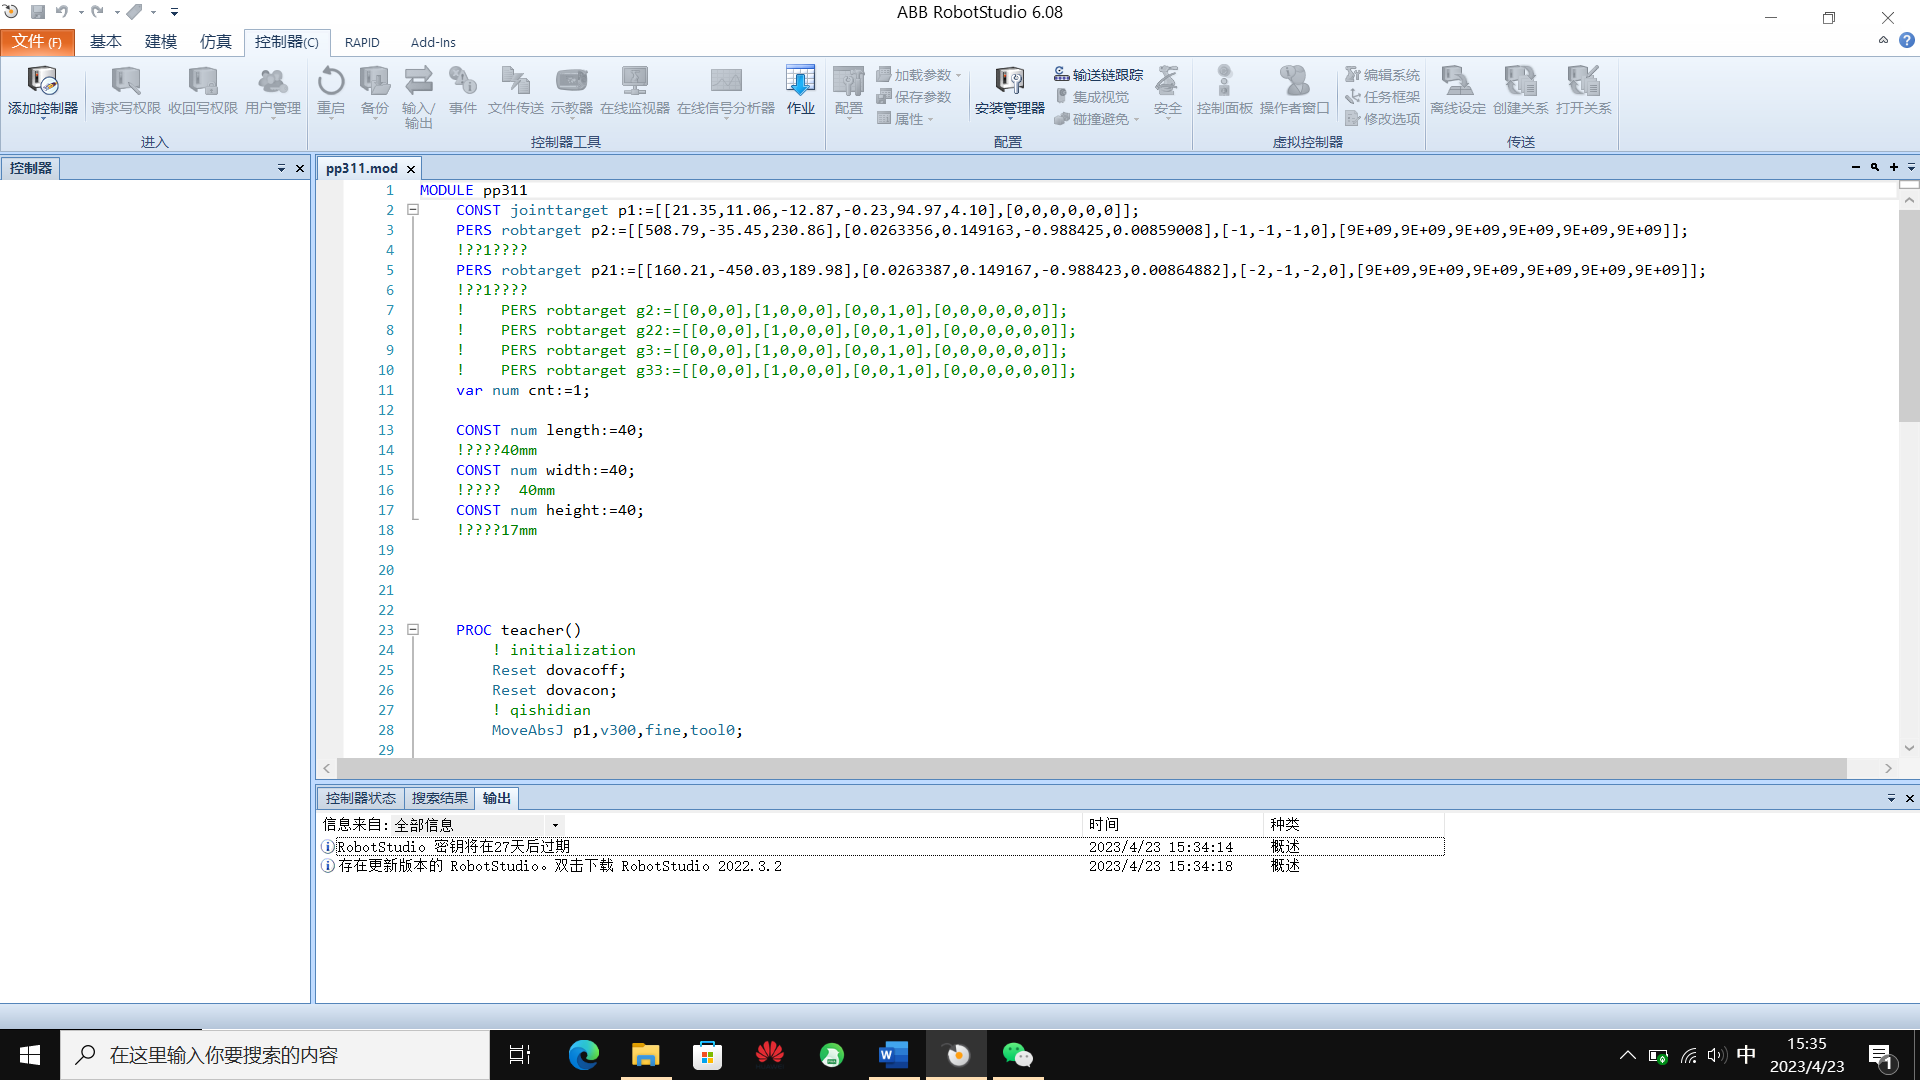 ABB RobotStudio 6.08
文件(F) 基本 建模 仿真 控制器(C) RAPID Add-Ins
添加控制器 请求写权限 收回写权限 用户管理
进入
重启 备份 输入/输出 事件 文件传送 示教器 在线监视器 在线信号分析器 作业
控制器工具
配置 加载参数 保存参数 属性 安装管理器 输送链跟踪 集成视觉 碰撞避免 安全
配置
控制面板 操作者窗口 编辑系统 任务框架 修改选项
虚拟控制器
离线设定 创建关系 打开关系
传送
控制器
pp311.mod
1 MODULE pp311
2 CONST jointtarget p1:=[[21.35,11.06,-12.87,-0.23,94.97,4.10],[0,0,0,0,0,0]];
3 PERS robtarget p2:=[[508.79,-35.45,230.86],[0.0263356,0.149163,-0.988425,0.00859008],[-1,-1,-1,0],[9E+09,9E+09,9E+09,9E+09,9E+09,9E+09]];
4 !??1????
5 PERS robtarget p21:=[[160.21,-450.03,189.98],[0.0263387,0.149167,-0.988423,0.00864882],[-2,-1,-2,0],[9E+09,9E+09,9E+09,9E+09,9E+09,9E+09]];
6 !??1????
7 ! PERS robtarget g2:=[[0,0,0],[1,0,0,0],[0,0,1,0],[0,0,0,0,0,0]];
8 ! PERS robtarget g22:=[[0,0,0],[1,0,0,0],[0,0,1,0],[0,0,0,0,0,0]];
9 ! PERS robtarget g3:=[[0,0,0],[1,0,0,0],[0,0,1,0],[0,0,0,0,0,0]];
10 ! PERS robtarget g33:=[[0,0,0],[1,0,0,0],[0,0,1,0],[0,0,0,0,0,0]];
11 var num cnt:=1;
12
13 CONST num length:=40;
14 !????40mm
15 CONST num width:=40;
16 !???? 40mm
17 CONST num height:=40;
18 !????17mm
19
20
21
22
23 PROC teacher()
24 ! initialization
25 Reset dovacoff;
26 Reset dovacon;
27 ! qishidian
28 MoveAbsJ p1,v300,fine,tool0;
29
控制器状态 搜索结果 输出
信息来自: 全部信息 时间 种类
RobotStudio 密钥将在27天后过期 2023/4/23 15:34:14 概述
存在更新版本的 RobotStudio。双击下载 RobotStudio 2022.3.2 2023/4/23 15:34:18 概述
在这里输入你要搜索的内容
中
15:35
2023/4/23
1